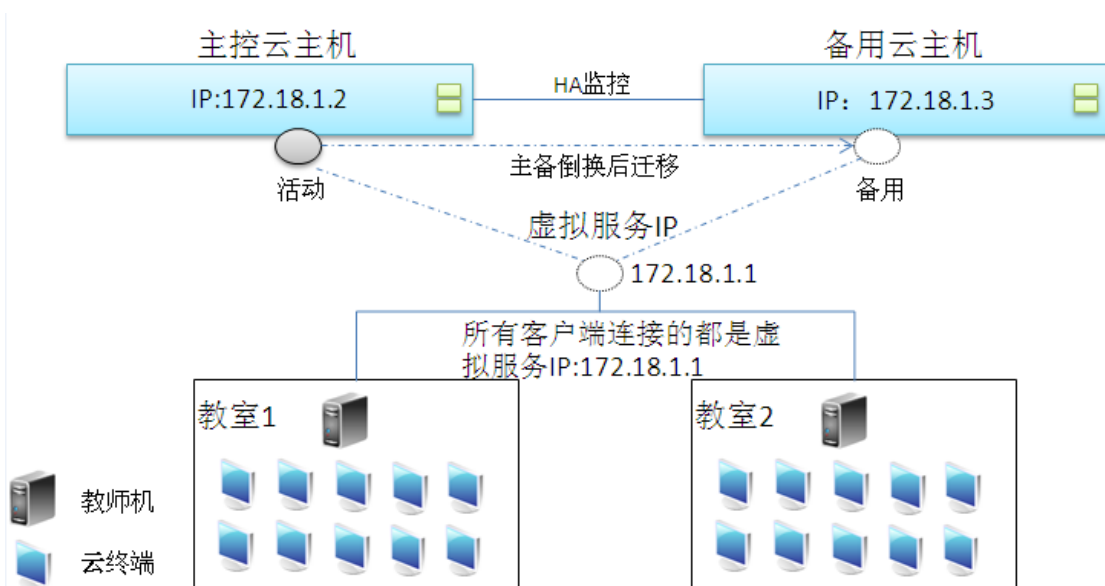 主控云主机
备用云主机
IP:172.18.1.2
HA监控
IP：172.18.1.3
主备倒换后迁移
活动
备用
虚拟服务IP
172.18.1.1
所有客户端连接的都是虚
拟服务IP:172.18.1.1
教室1
教室2
教师机
云终端